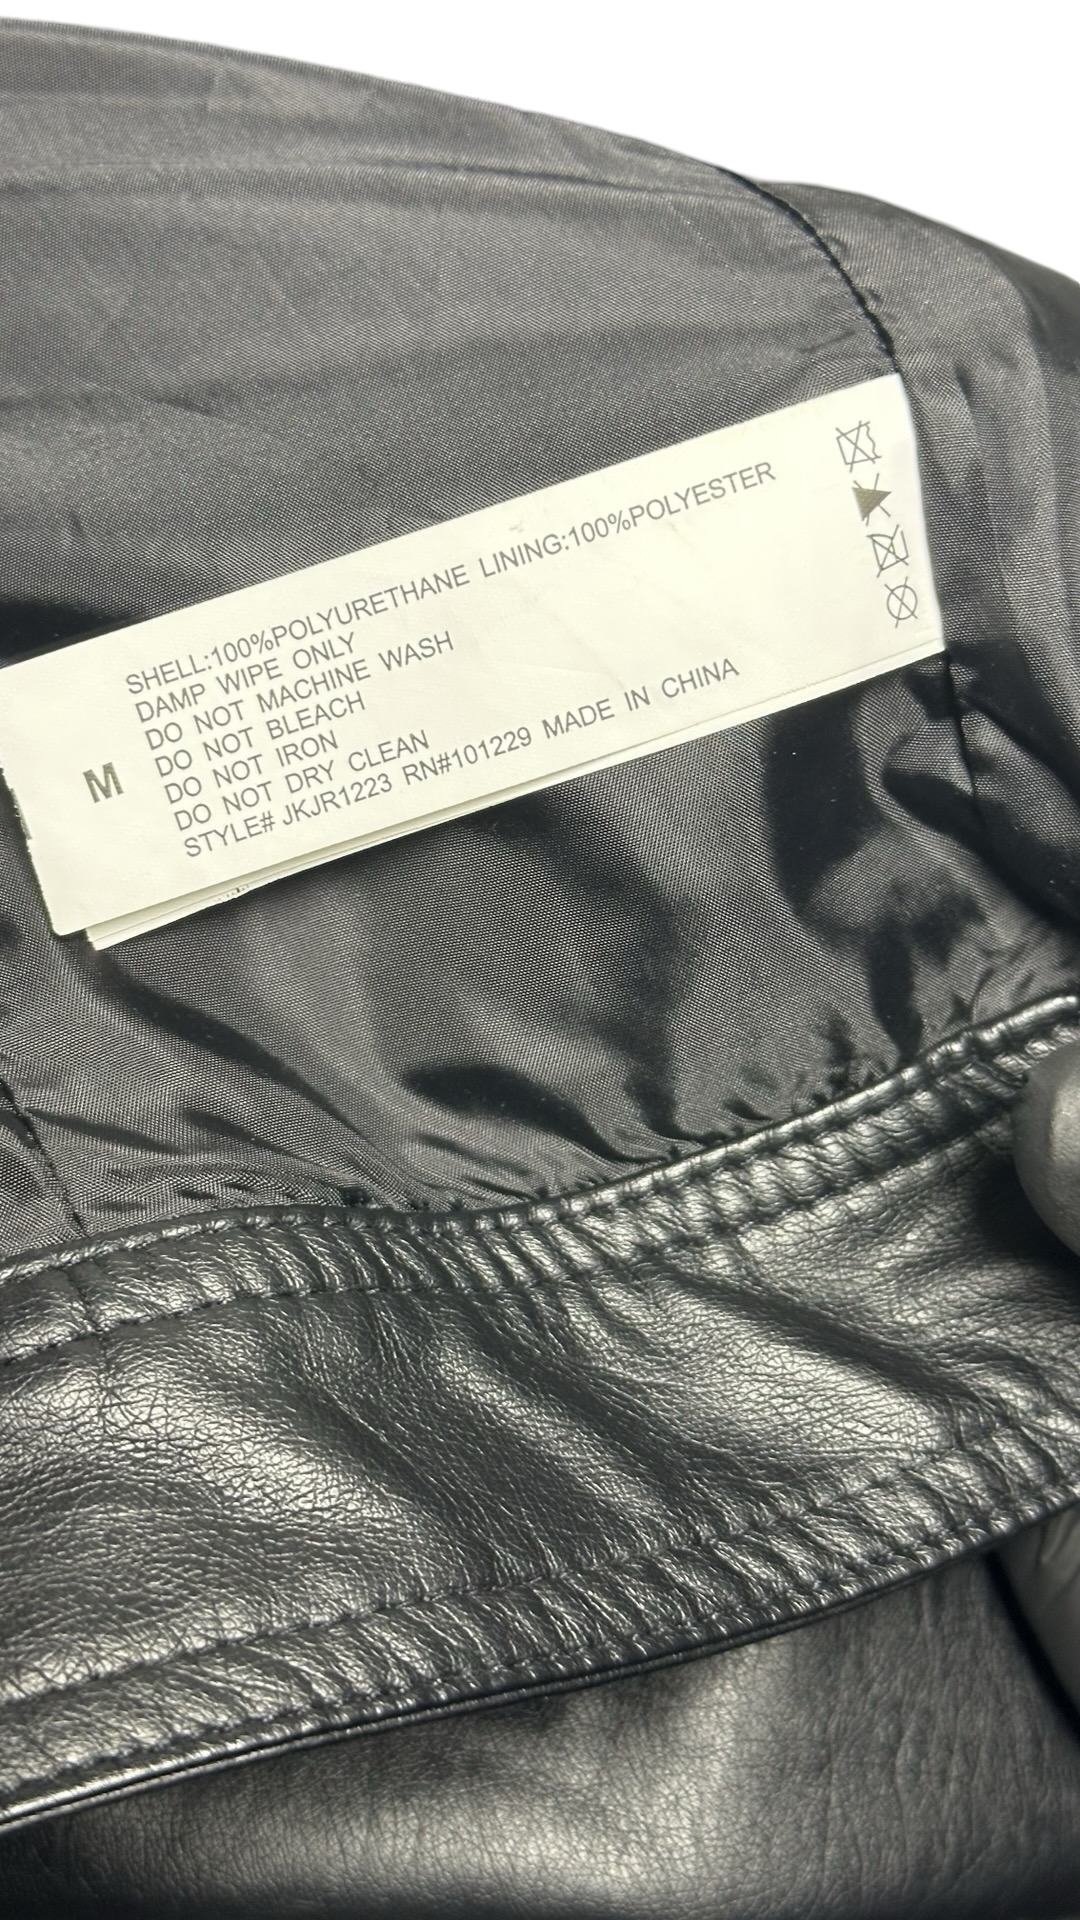 SHELL:100%POLYURETHANE LINING:100%POLYESTER
DAMP WIPE ONLY
DO NOT MACHINE WASH
DO NOT BLEACH
DO NOT IRON
DO NOT DRY CLEAN
STYLE# JKJR1223 RN#101229 MADE IN CHINA
M